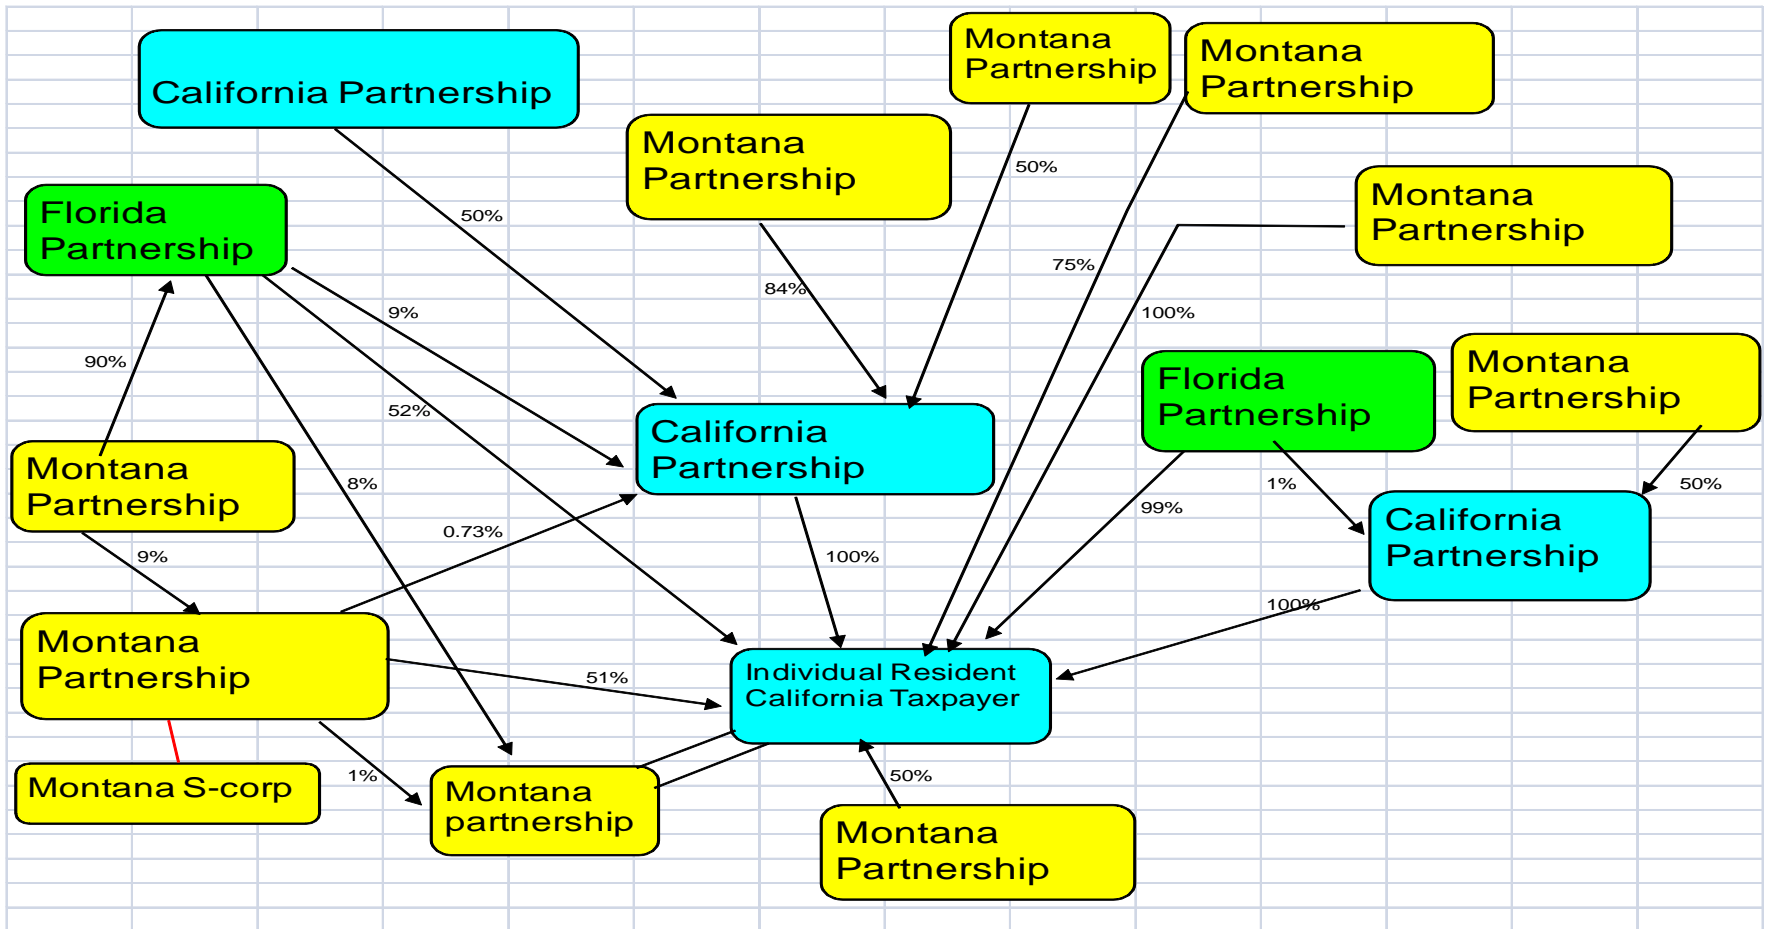 Montana
Partnership
Montana
Partnership
California Partnership
Montana
Partnership
50%
Montana
Partnership
Florida
Partnership
50%
75%
84%
9%
100%
90%
52%
Florida
Partnership
Montana
Partnership
California
Partnership
Montana
Partnership
8%
1%
50%
99%
0.73%
California
Partnership
9%
100%
100%
Montana
Partnership
51%
Individual Resident
California Taxpayer
Montana S-corp
1%
Montana
partnership
50%
Montana
Partnership